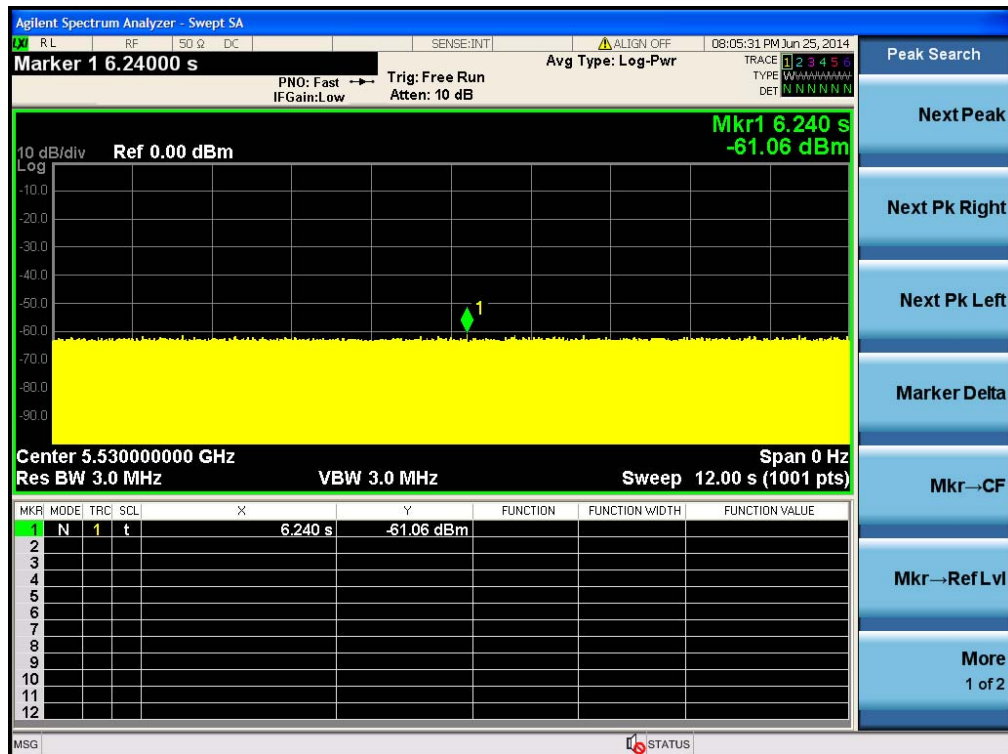 Agilent Spectrum Analyzer - Swept SA
LXI RL RF 50 Ω DC SENSE:INT ALIGN OFF 08:05:31 PM Jun 25, 2014
Marker 1 6.24000 s
PNO: Fast
IFGain:Low
Trig: Free Run
Atten: 10 dB
Avg Type: Log-Pwr
TRACE 1 2 3 4 5 6
TYPE WWWWWW
DET N N N N N N
Mkr1 6.240 s
-61.06 dBm
10 dB/div Ref 0.00 dBm
Log
-10.0
-20.0
-30.0
-40.0
-50.0
-60.0
-70.0
-80.0
-90.0
1
Center 5.530000000 GHz Span 0 Hz
Res BW 3.0 MHz VBW 3.0 MHz Sweep 12.00 s (1001 pts)
MKR MODE TRC SCL X Y FUNCTION FUNCTION WIDTH FUNCTION VALUE
1 N 1 t 6.240 s -61.06 dBm
2
3
4
5
6
7
8
9
10
11
12
MSG STATUS
Peak Search
Next Peak
Next Pk Right
Next Pk Left
Marker Delta
Mkr→CF
Mkr→Ref Lvl
More
1 of 2